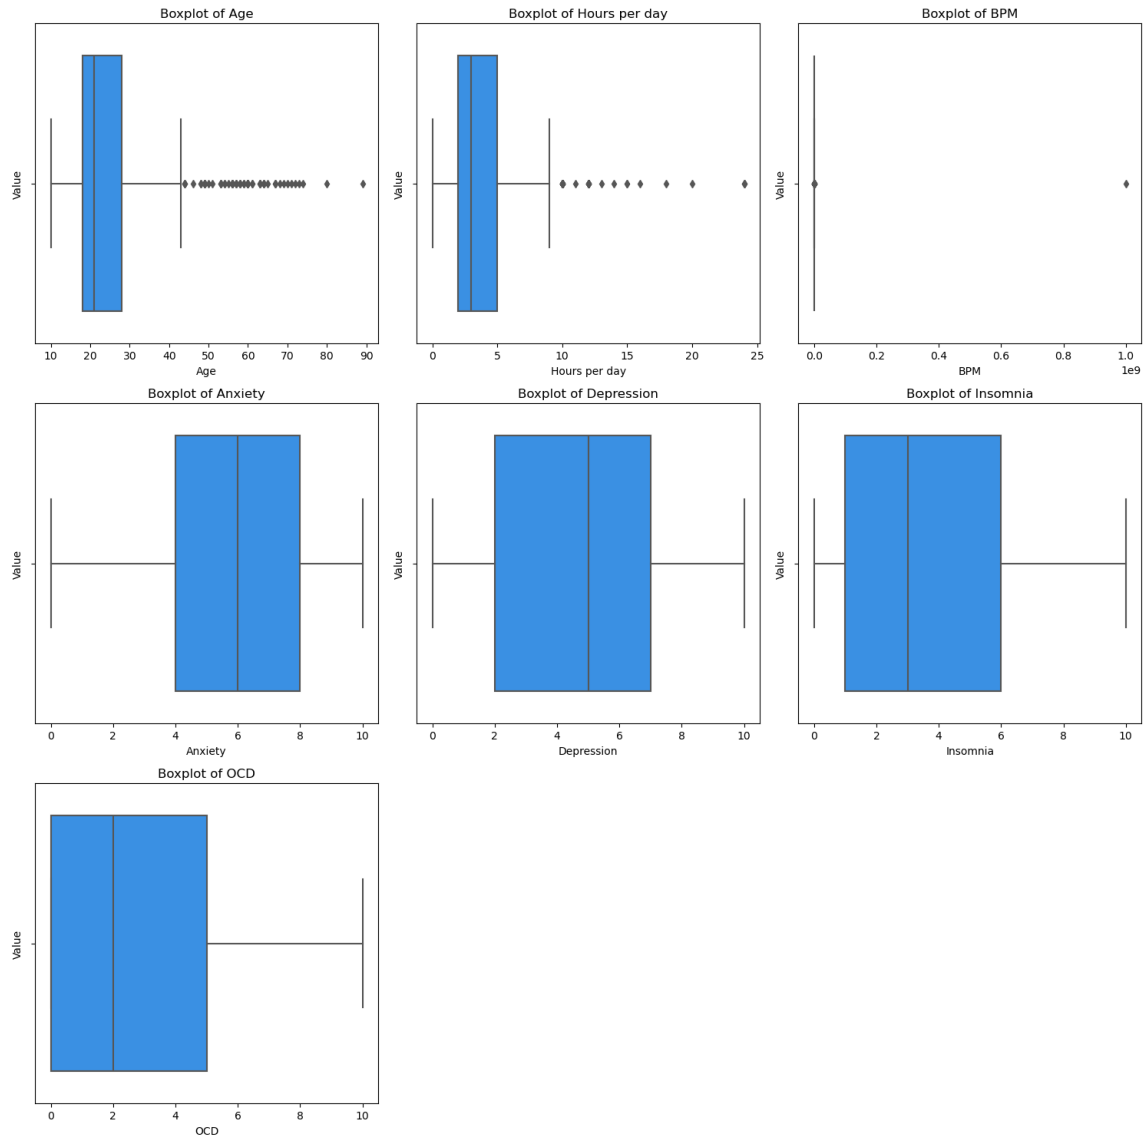 Boxplot of Age
Value
10 20 30 40 50 60 70 80 90
Age
Boxplot of Hours per day
Value
0 5 10 15 20 25
Hours per day
Boxplot of BPM
Value
0.0 0.2 0.4 0.6 0.8 1.0
1e9
BPM
Boxplot of Anxiety
Value
0 2 4 6 8 10
Anxiety
Boxplot of Depression
Value
0 2 4 6 8 10
Depression
Boxplot of Insomnia
Value
0 2 4 6 8 10
Insomnia
Boxplot of OCD
Value
0 2 4 6 8 10
OCD